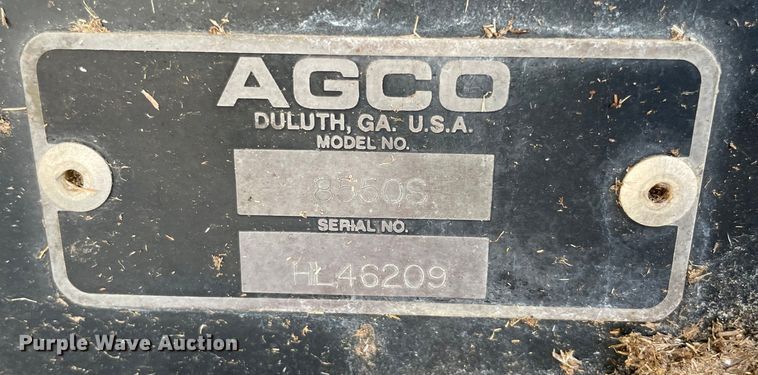 AGCO
DULUTH, GA. U.S.A.
MODEL NO.
8560S
SERIAL NO.
HL46209
Purple Wave Auction